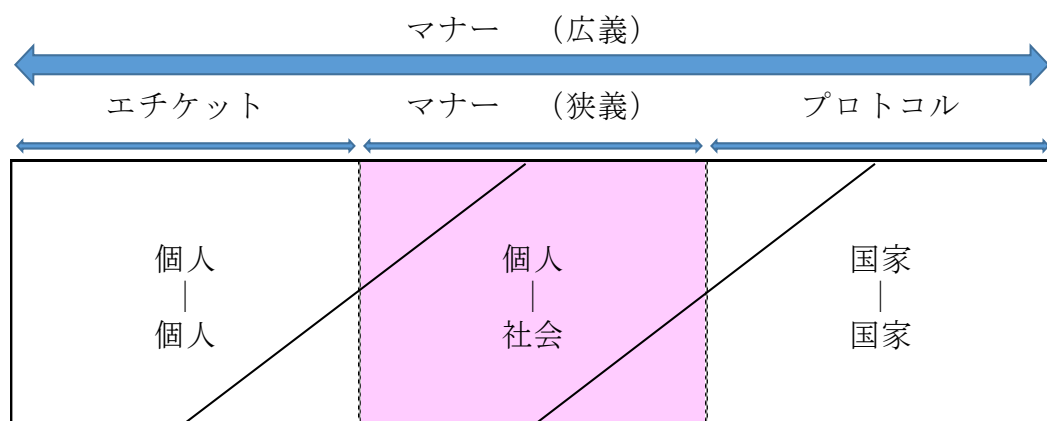 マナー　（広義）
エチケット　マナー　（狭義）　プロトコル
個人　個人　国家
｜　｜　｜
個人　社会　国家